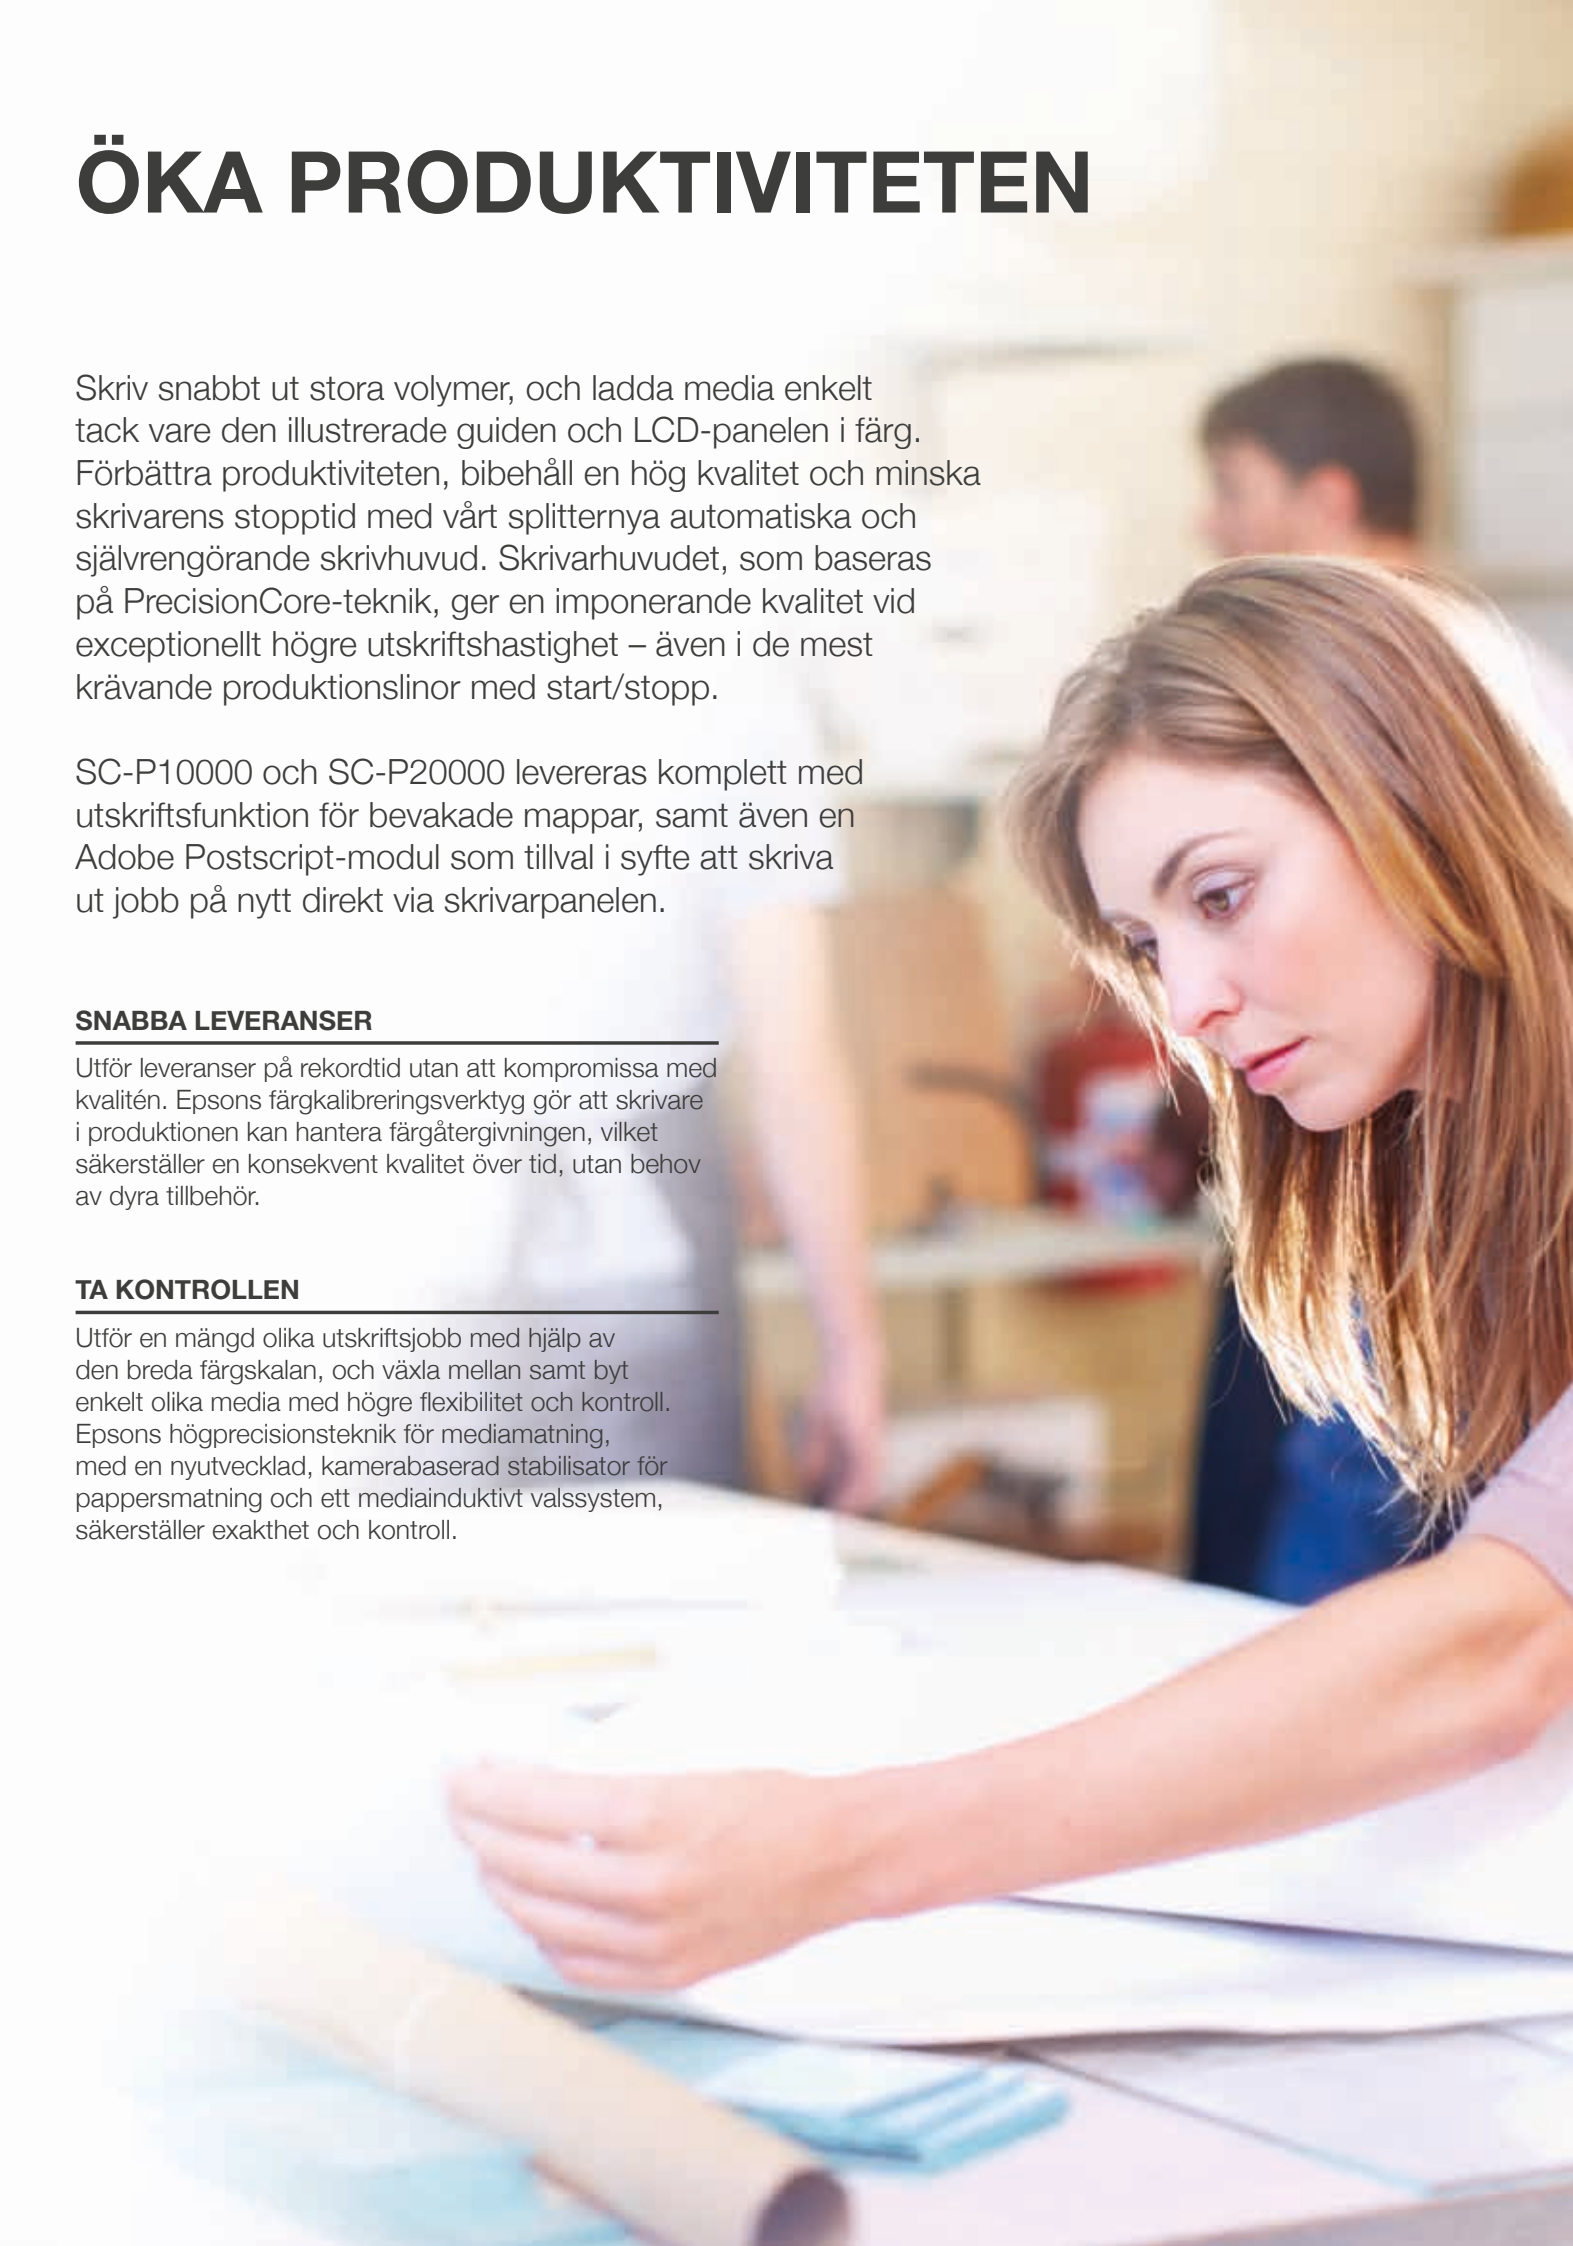 ÖKA PRODUKTIVITETEN
Skriv snabbt ut stora volymer, och ladda media enkelt
tack vare den illustrerade guiden och LCD-panelen i färg.
Förbättra produktiviteten, bibehåll en hög kvalitet och minska
skrivarens stopptid med vårt splitternya automatiska och
självrengörande skrivhuvud. Skrivarhuvudet, som baseras
på PrecisionCore-teknik, ger en imponerande kvalitet vid
exceptionellt högre utskriftshastighet – även i de mest
krävande produktionslinor med start/stopp.
SC-P10000 och SC-P20000 levereras komplett med
utskriftsfunktion för bevakade mappar, samt även en
Adobe Postscript-modul som tillval i syfte att skriva
ut jobb på nytt direkt via skrivarpanelen.
SNABBA LEVERANSER
Utför leveranser på rekordtid utan att kompromissa med
kvalitén. Epsons färgkalibreringsverktyg gör att skrivare
i produktionen kan hantera färgåtergivningen, vilket
säkerställer en konsekvent kvalitet över tid, utan behov
av dyra tillbehör.
TA KONTROLLEN
Utför en mängd olika utskriftsjobb med hjälp av
den breda färgskalan, och växla mellan samt byt
enkelt olika media med högre flexibilitet och kontroll.
Epsons högprecisionsteknik för mediamatning,
med en nyutvecklad, kamerabaserad stabilisator för
pappersmatning och ett mediainduktivt valssystem,
säkerställer exakthet och kontroll.